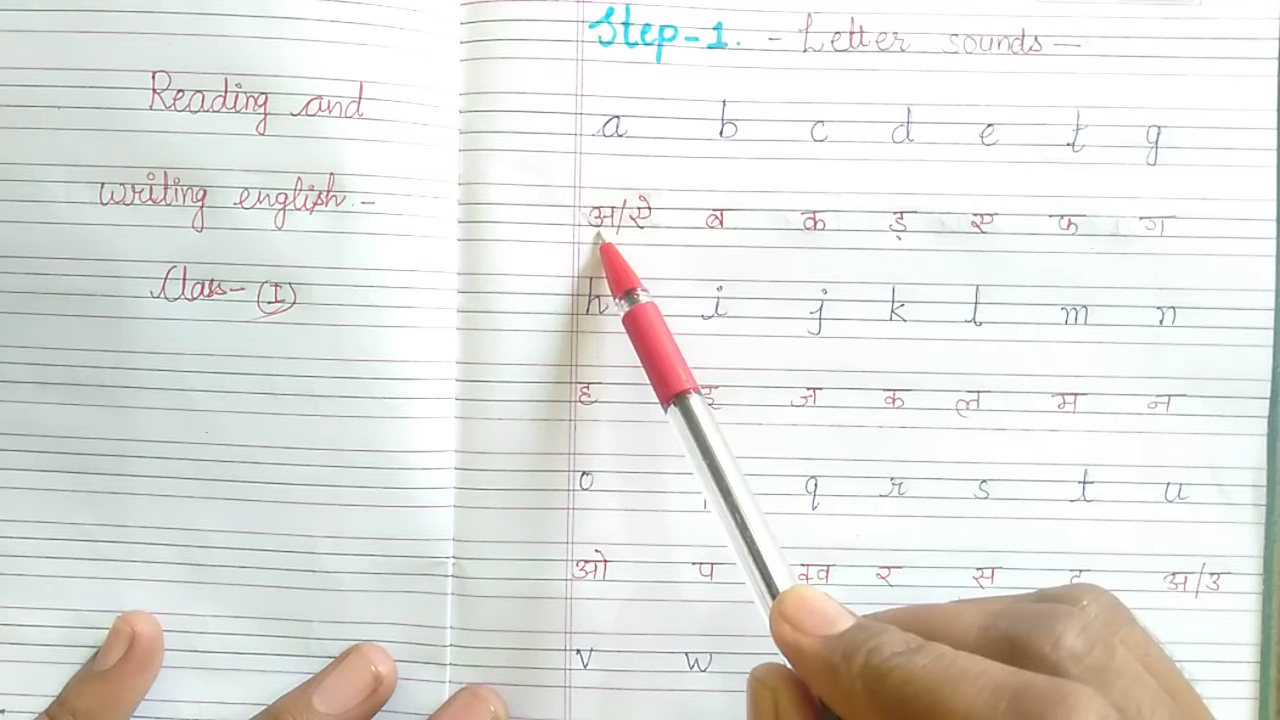 Reading and
writing english.-
Class-(I)
Step-1. - Letter sounds-
a b c d e f g
अ/ऐ ब क ड़ ए फ ग
h i j k l m n
ह इ ज क ल म न
o q r s t u
ओ प क्व र स ट अ/उ
v w